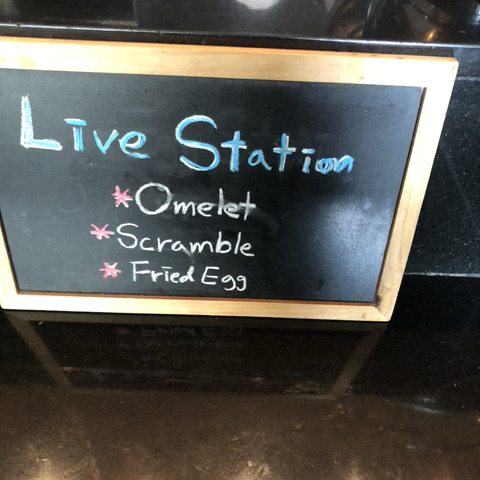 Live Station
*Omelet
*Scramble
* Fried Egg